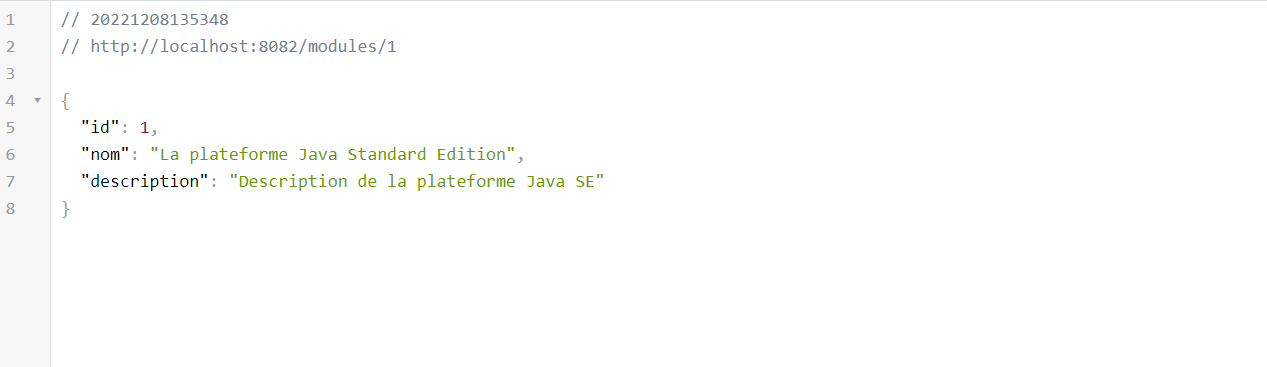 1 // 20221208135348
2 // http://localhost:8082/modules/1
3
4 {
5 "id": 1,
6 "nom": "La plateforme Java Standard Edition",
7 "description": "Description de la plateforme Java SE"
8 }